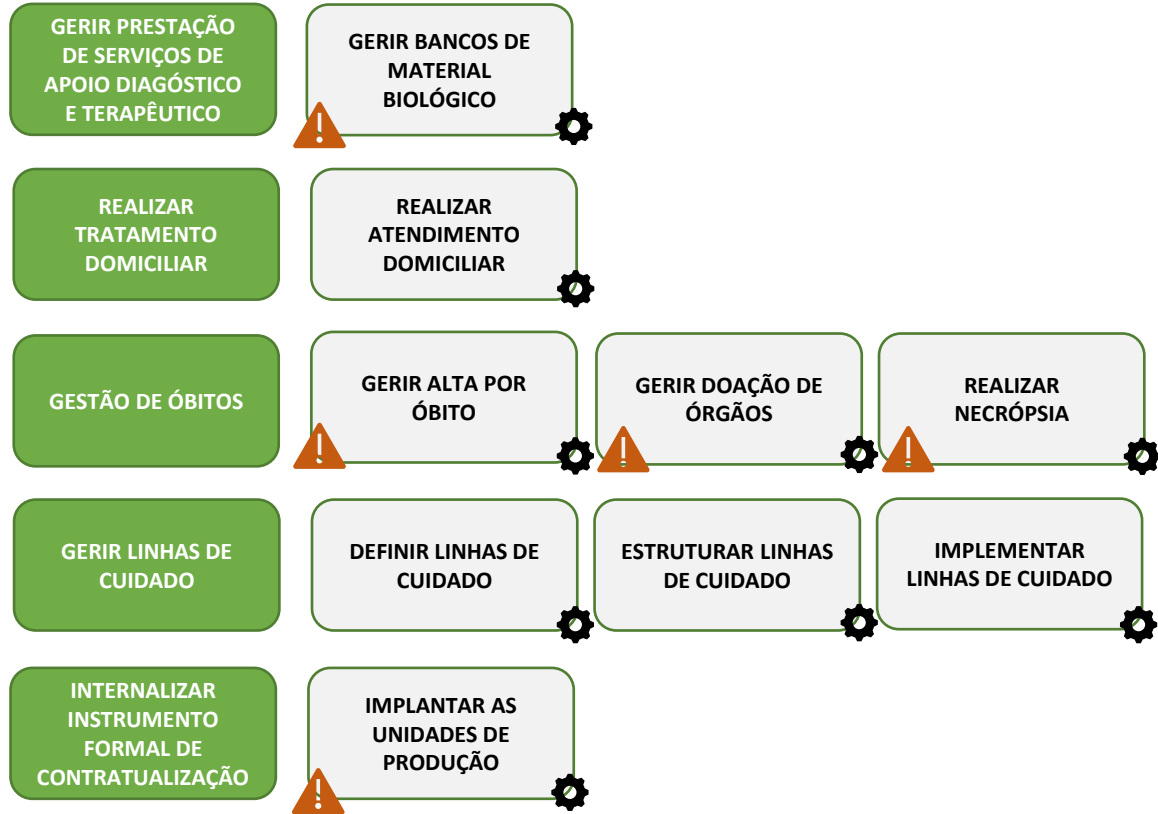 GERIR PRESTAÇÃO
DE SERVIÇOS DE
APOIO DIAGÓSTICO
E TERAPÊUTICO
GERIR BANCOS DE
MATERIAL
BIOLÓGICO
REALIZAR
TRATAMENTO
DOMICILIAR
REALIZAR
ATENDIMENTO
DOMICILIAR
GESTÃO DE ÓBITOS
GERIR ALTA POR
ÓBITO
GERIR DOAÇÃO DE
ÓRGÃOS
REALIZAR
NECRÓPSIA
GERIR LINHAS DE
CUIDADO
DEFINIR LINHAS DE
CUIDADO
ESTRUTURAR LINHAS
DE CUIDADO
IMPLEMENTAR
LINHAS DE CUIDADO
INTERNALIZAR
INSTRUMENTO
FORMAL DE
CONTRATUALIZAÇÃO
IMPLANTAR AS
UNIDADES DE
PRODUÇÃO